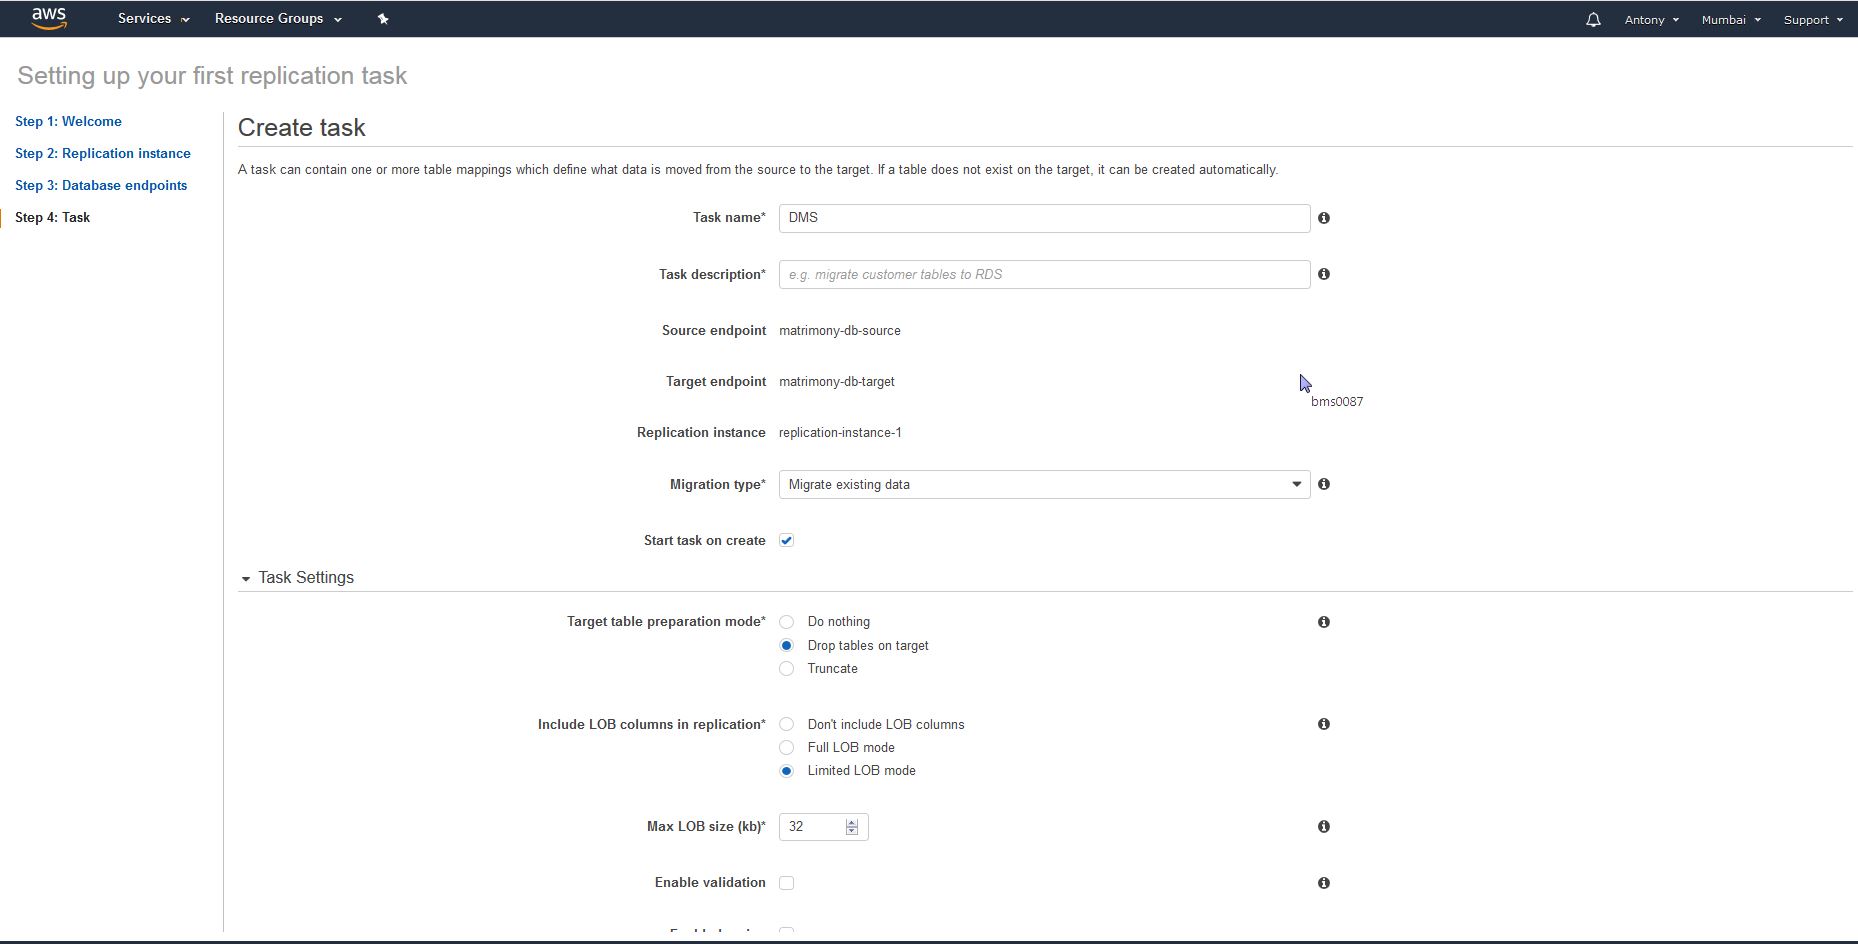 aws Services Resource Groups Antony Mumbai Support
Setting up your first replication task
Step 1: Welcome
Step 2: Replication instance
Step 3: Database endpoints
Step 4: Task
Create task
A task can contain one or more table mappings which define what data is moved from the source to the target. If a table does not exist on the target, it can be created automatically.
Task name* DMS
Task description* e.g. migrate customer tables to RDS
Source endpoint matrimony-db-source
Target endpoint matrimony-db-target
bms0087
Replication instance replication-instance-1
Migration type* Migrate existing data
Start task on create
Task Settings
Target table preparation mode* Do nothing
Drop tables on target
Truncate
Include LOB columns in replication* Don't include LOB columns
Full LOB mode
Limited LOB mode
Max LOB size (kb)* 32
Enable validation